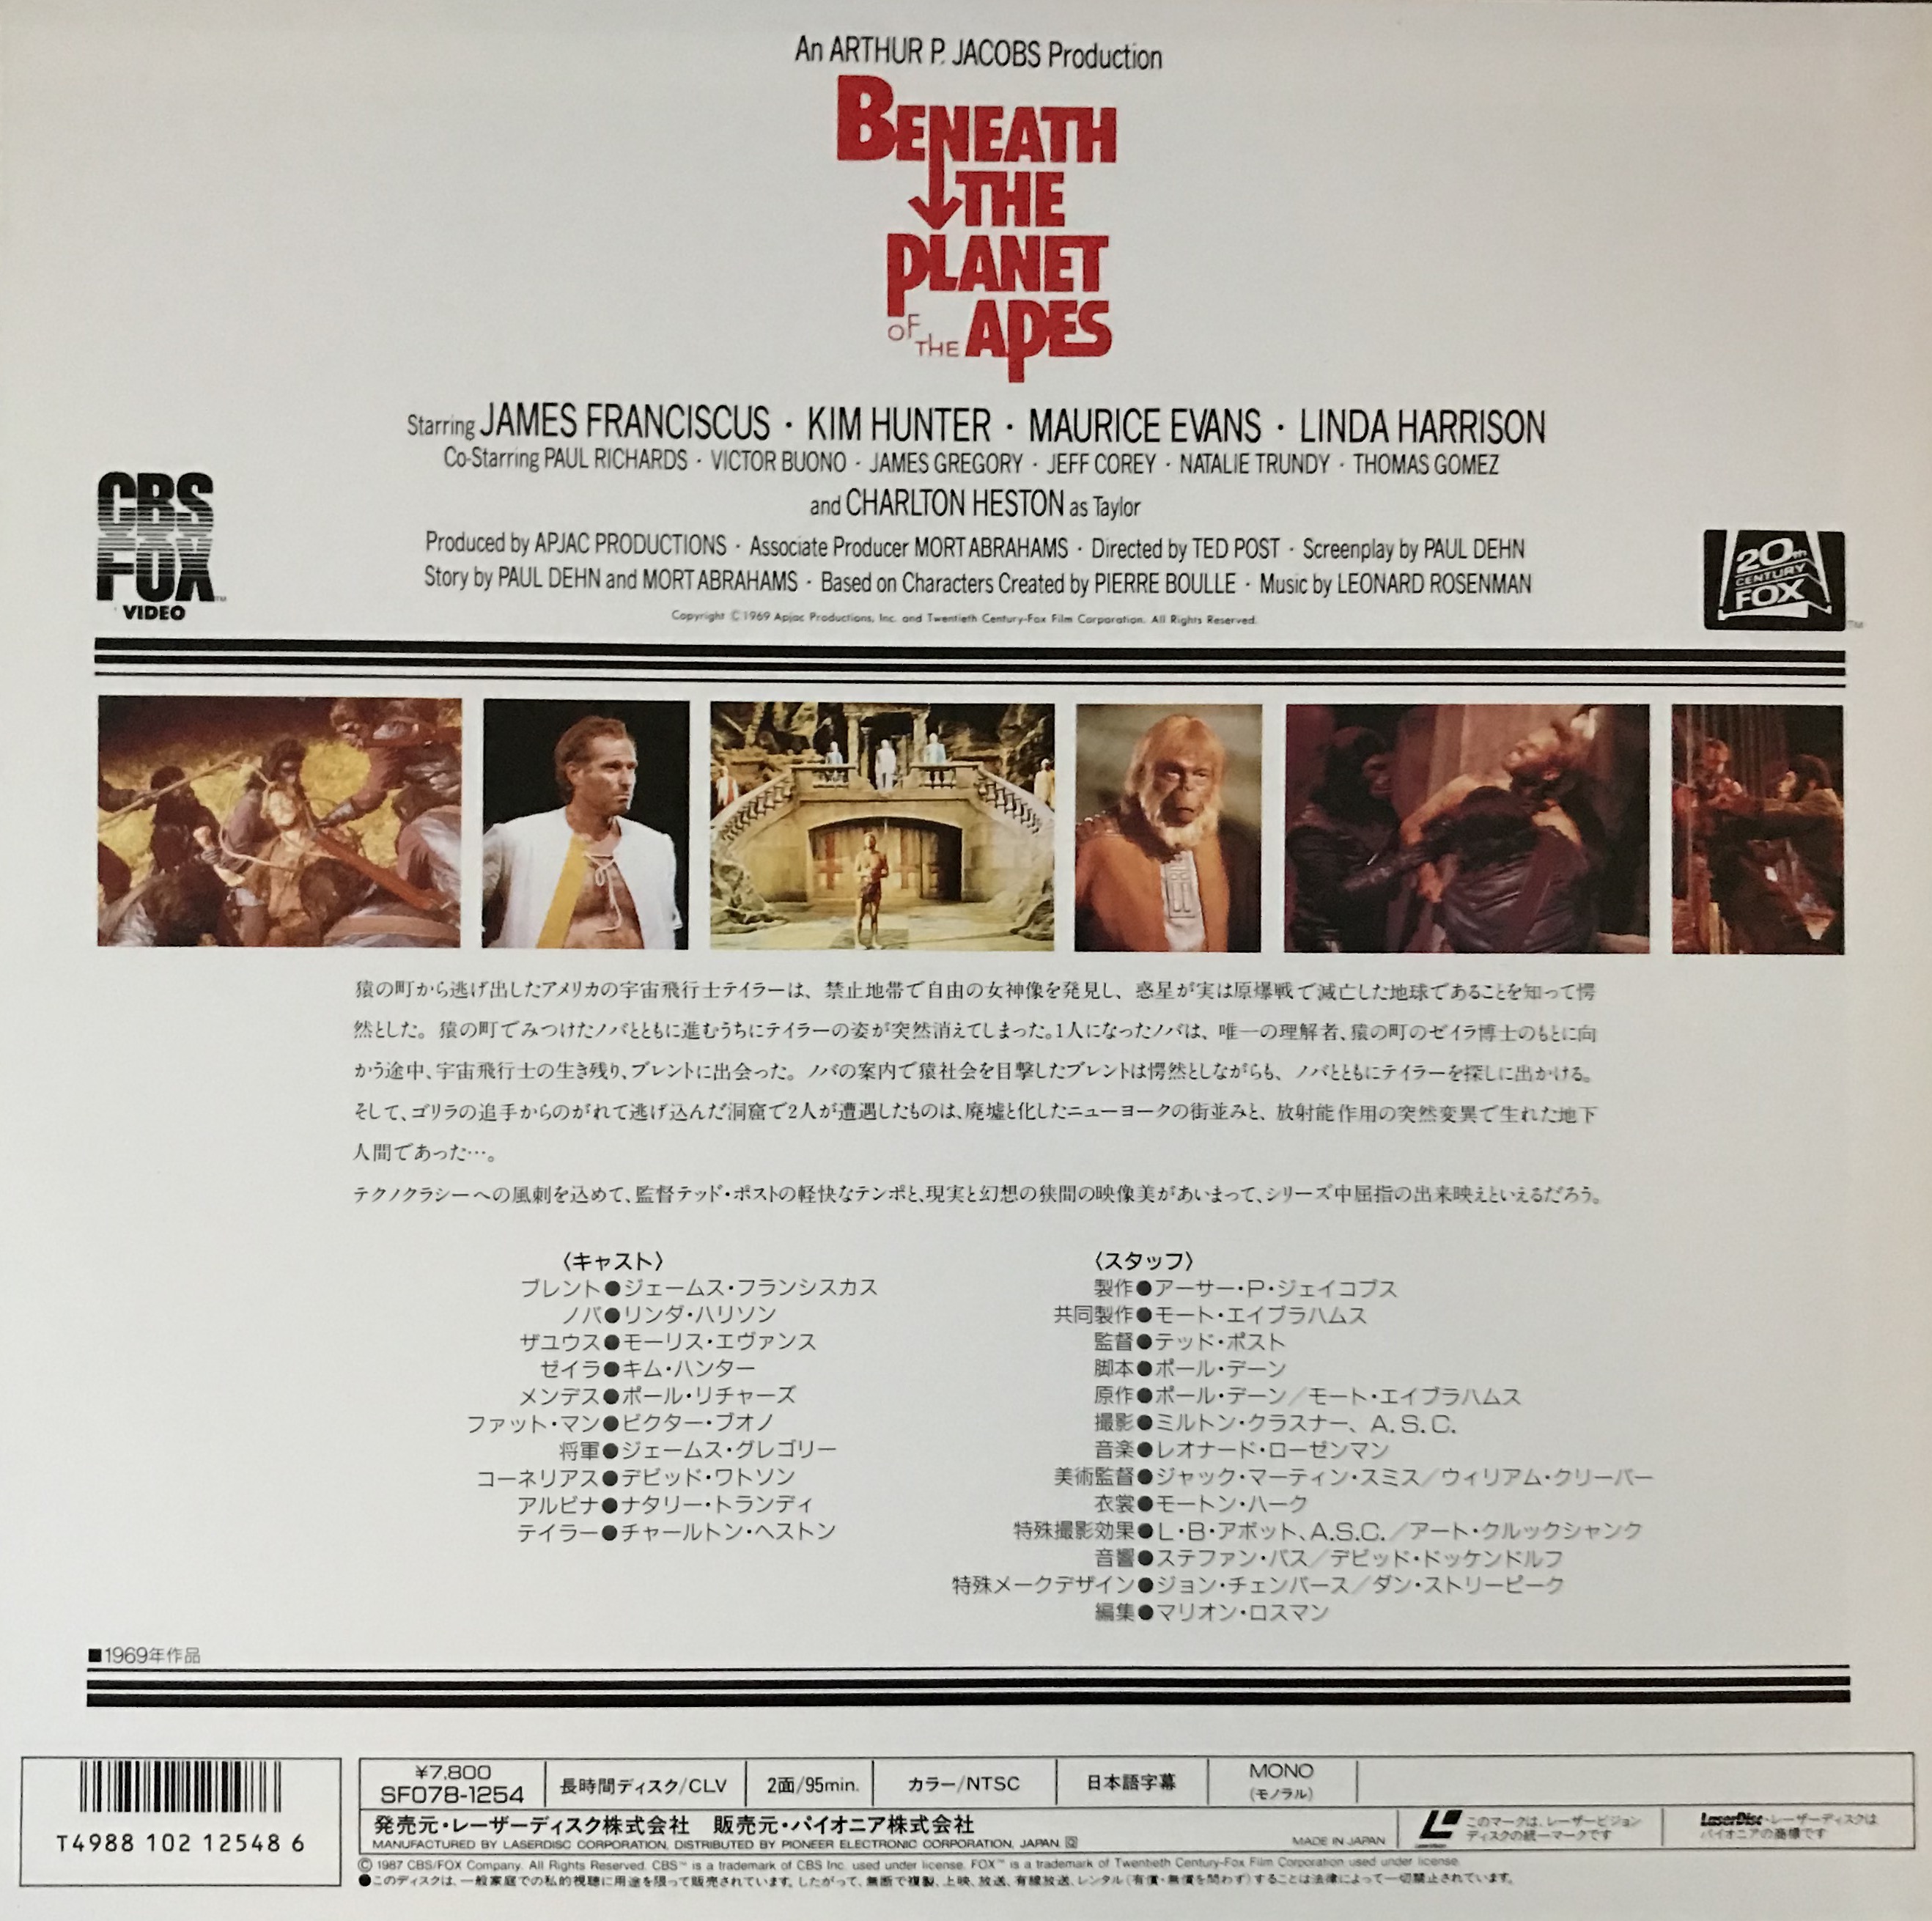 An ARTHUR P. JACOBS Production
BENEATH
THE
PLANET
OF THE APES
Starring JAMES FRANCISCUS · KIM HUNTER · MAURICE EVANS · LINDA HARRISON
Co-Starring PAUL RICHARDS · VICTOR BUONO · JAMES GREGORY · JEFF COREY · NATALIE TRUNDY · THOMAS GOMEZ
and CHARLTON HESTON as Taylor
Produced by APJAC PRODUCTIONS · Associate Producer MORT ABRAHAMS · Directed by TED POST · Screenplay by PAUL DEHN
Story by PAUL DEHN and MORT ABRAHAMS · Based on Characters Created by PIERRE BOULLE · Music by LEONARD ROSENMAN
Copyright ©1969 Apjac Productions, Inc. and Twentieth Century-Fox Film Corporation. All Rights Reserved.
CBS
FOX
VIDEO
20th
CENTURY
FOX
猿の町から逃げ出したアメリカの宇宙飛行士テイラーは、禁止地帯で自由の女神像を発見し、惑星が実は原爆戦で滅亡した地球であることを知って愕
然とした。猿の町でみつけたノバとともに進むうちにテイラーの姿が突然消えてしまった。1人になったノバは、唯一の理解者、猿の町のゼイラ博士のもとに向
かう途中、宇宙飛行士の生き残り、ブレントに出会った。ノバの案内で猿社会を目撃したブレントは愕然としながらも、ノバとともにテイラーを探しに出かける。
そして、ゴリラの追手からのがれて逃げ込んだ洞窟で2人が遭遇したものは、廃墟と化したニューヨークの街並みと、放射能作用の突然変異で生れた地下
人間であった…。
テクノクラシーへの風刺を込めて、監督テッド・ポストの軽快なテンポと、現実と幻想の狭間の映像美があいまって、シリーズ中屈指の出来映えといえるだろう。
〈キャスト〉
ブレント●ジェームス・フランシスカス
ノバ●リンダ・ハリソン
ザユウス●モーリス・エヴァンス
ゼイラ●キム・ハンター
メンデス●ポール・リチャーズ
ファット・マン●ビクター・ブオノ
将軍●ジェームス・グレゴリー
コーネリアス●デビッド・ワトソン
アルビナ●ナタリー・トランディ
テイラー●チャールトン・ヘストン
〈スタッフ〉
製作●アーサー・P・ジェイコブス
共同製作●モート・エイブラハムス
監督●テッド・ポスト
脚本●ポール・デーン
原作●ポール・デーン／モート・エイブラハムス
撮影●ミルトン・クラスナー、A.S.C.
音楽●レオナード・ローゼンマン
美術監督●ジャック・マーティン・スミス／ウィリアム・クリーバー
衣裳●モートン・ハーク
特殊撮影効果●L・B・アボット、A.S.C.／アート・クルックシャンク
音響●ステファン・バス／デビッド・ドッケンドルフ
特殊メークデザイン●ジョン・チェンバース／ダン・ストリーピーク
編集●マリオン・ロスマン
■1969年作品
T4988 102 12548 6
¥7,800
SF078-1254
長時間ディスク/CLV
2面/95min.
カラー/NTSC
日本語字幕
MONO
(モノラル)
発売元・レーザーディスク株式会社　販売元・パイオニア株式会社
MANUFACTURED BY LASERDISC CORPORATION, DISTRIBUTED BY PIONEER ELECTRONIC CORPORATION, JAPAN.
MADE IN JAPAN
このマークは、レーザービジョン
ディスクの統一マークです
LaserDisc・レーザーディスクは
パイオニアの商標です
© 1987 CBS/FOX Company. All Rights Reserved. CBS™ is a trademark of CBS Inc. used under license. FOX™ is a trademark of Twentieth Century-Fox Film Corporation used under license.
●このディスクは、一般家庭での私的視聴に用途を限って販売されています。したがって、無断で複製、上映、放送、有線放送、レンタル(有償・無償を問わず)することは法律によって一切禁止されています。